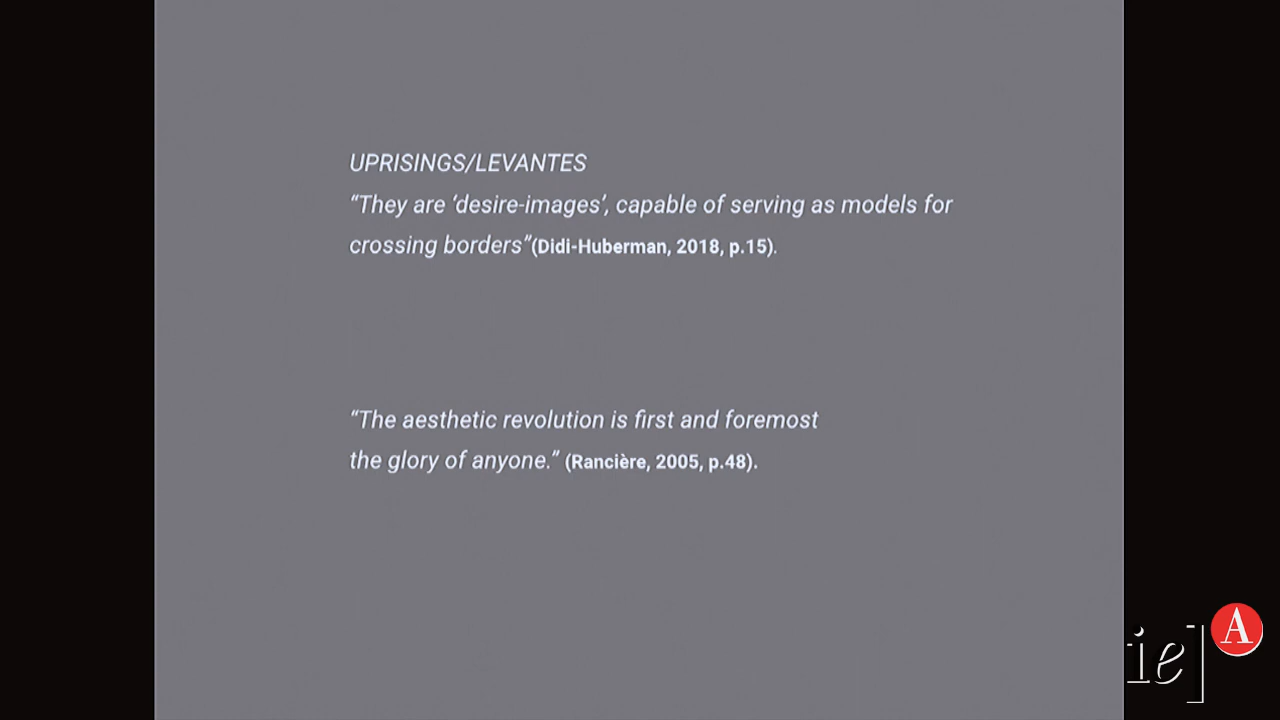 UPRISINGS/LEVANTES
“They are ‘desire-images’, capable of serving as models for
crossing borders”(Didi-Huberman, 2018, p.15).
“The aesthetic revolution is first and foremost
the glory of anyone.” (Rancière, 2005, p.48).
ie]
A